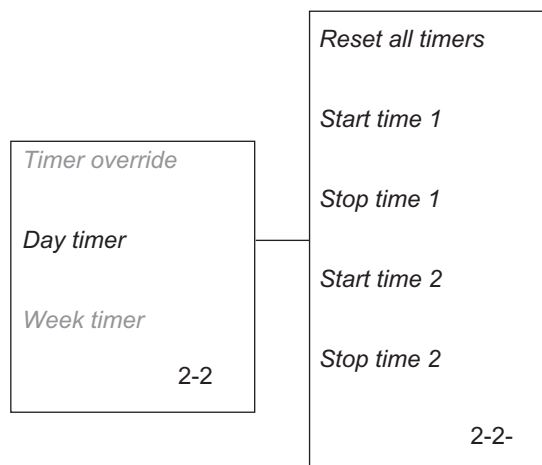 Timer override
Day timer
Week timer
2-2
Reset all timers
Start time 1
Stop time 1
Start time 2
Stop time 2
2-2-